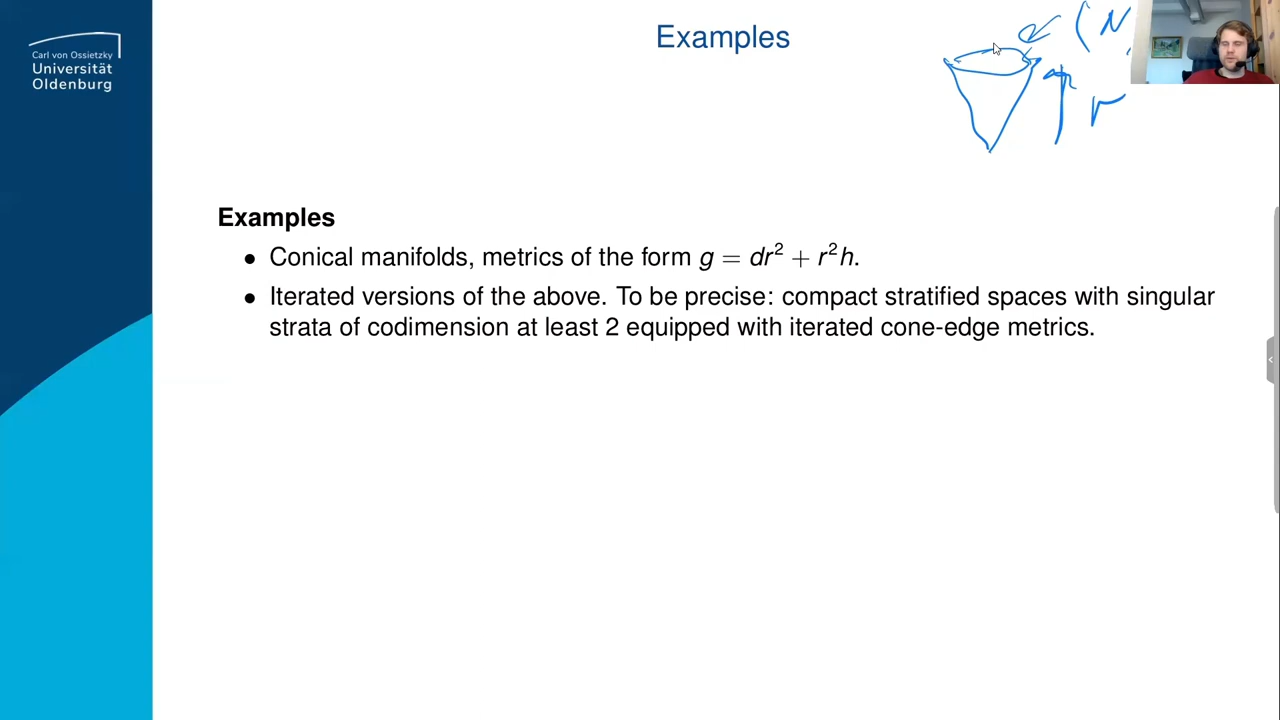 Examples
Carl von Ossietzky
Universität
Oldenburg
(N
r
Examples
• Conical manifolds, metrics of the form g = dr² + r²h.
• Iterated versions of the above. To be precise: compact stratified spaces with singular
strata of codimension at least 2 equipped with iterated cone-edge metrics.